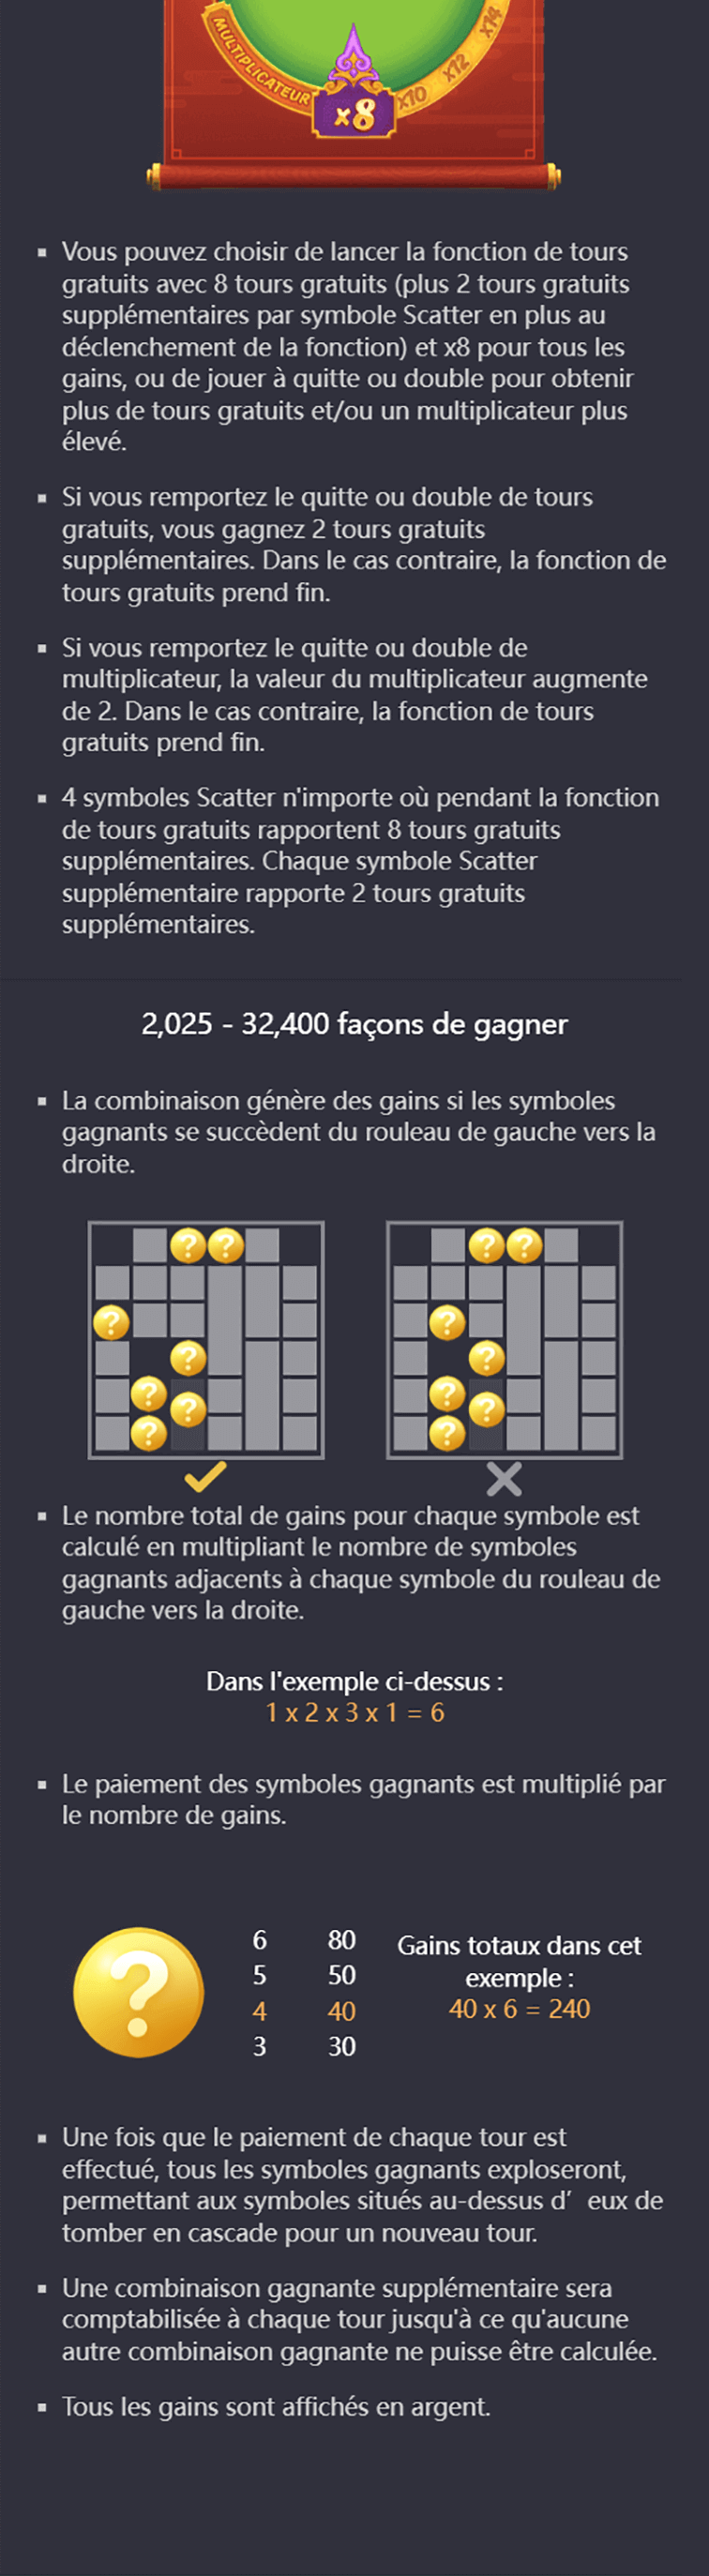 MULTIPLICATEUR
x8
x10
x12
x14
Vous pouvez choisir de lancer la fonction de tours
gratuits avec 8 tours gratuits (plus 2 tours gratuits
supplémentaires par symbole Scatter en plus au
déclenchement de la fonction) et x8 pour tous les
gains, ou de jouer à quitte ou double pour obtenir
plus de tours gratuits et/ou un multiplicateur plus
élevé.
Si vous remportez le quitte ou double de tours
gratuits, vous gagnez 2 tours gratuits
supplémentaires. Dans le cas contraire, la fonction de
tours gratuits prend fin.
Si vous remportez le quitte ou double de
multiplicateur, la valeur du multiplicateur augmente
de 2. Dans le cas contraire, la fonction de tours
gratuits prend fin.
4 symboles Scatter n'importe où pendant la fonction
de tours gratuits rapportent 8 tours gratuits
supplémentaires. Chaque symbole Scatter
supplémentaire rapporte 2 tours gratuits
supplémentaires.
2,025 - 32,400 façons de gagner
La combinaison génère des gains si les symboles
gagnants se succèdent du rouleau de gauche vers la
droite.
? ? ? ?
? ?
? ?
? ? ? ?
? ?
Le nombre total de gains pour chaque symbole est
calculé en multipliant le nombre de symboles
gagnants adjacents à chaque symbole du rouleau de
gauche vers la droite.
Dans l'exemple ci-dessus :
1 x 2 x 3 x 1 = 6
Le paiement des symboles gagnants est multiplié par
le nombre de gains.
?
6 80
5 50
4 40
3 30
Gains totaux dans cet
exemple :
40 x 6 = 240
Une fois que le paiement de chaque tour est
effectué, tous les symboles gagnants exploseront,
permettant aux symboles situés au-dessus d’ eux de
tomber en cascade pour un nouveau tour.
Une combinaison gagnante supplémentaire sera
comptabilisée à chaque tour jusqu'à ce qu'aucune
autre combinaison gagnante ne puisse être calculée.
Tous les gains sont affichés en argent.